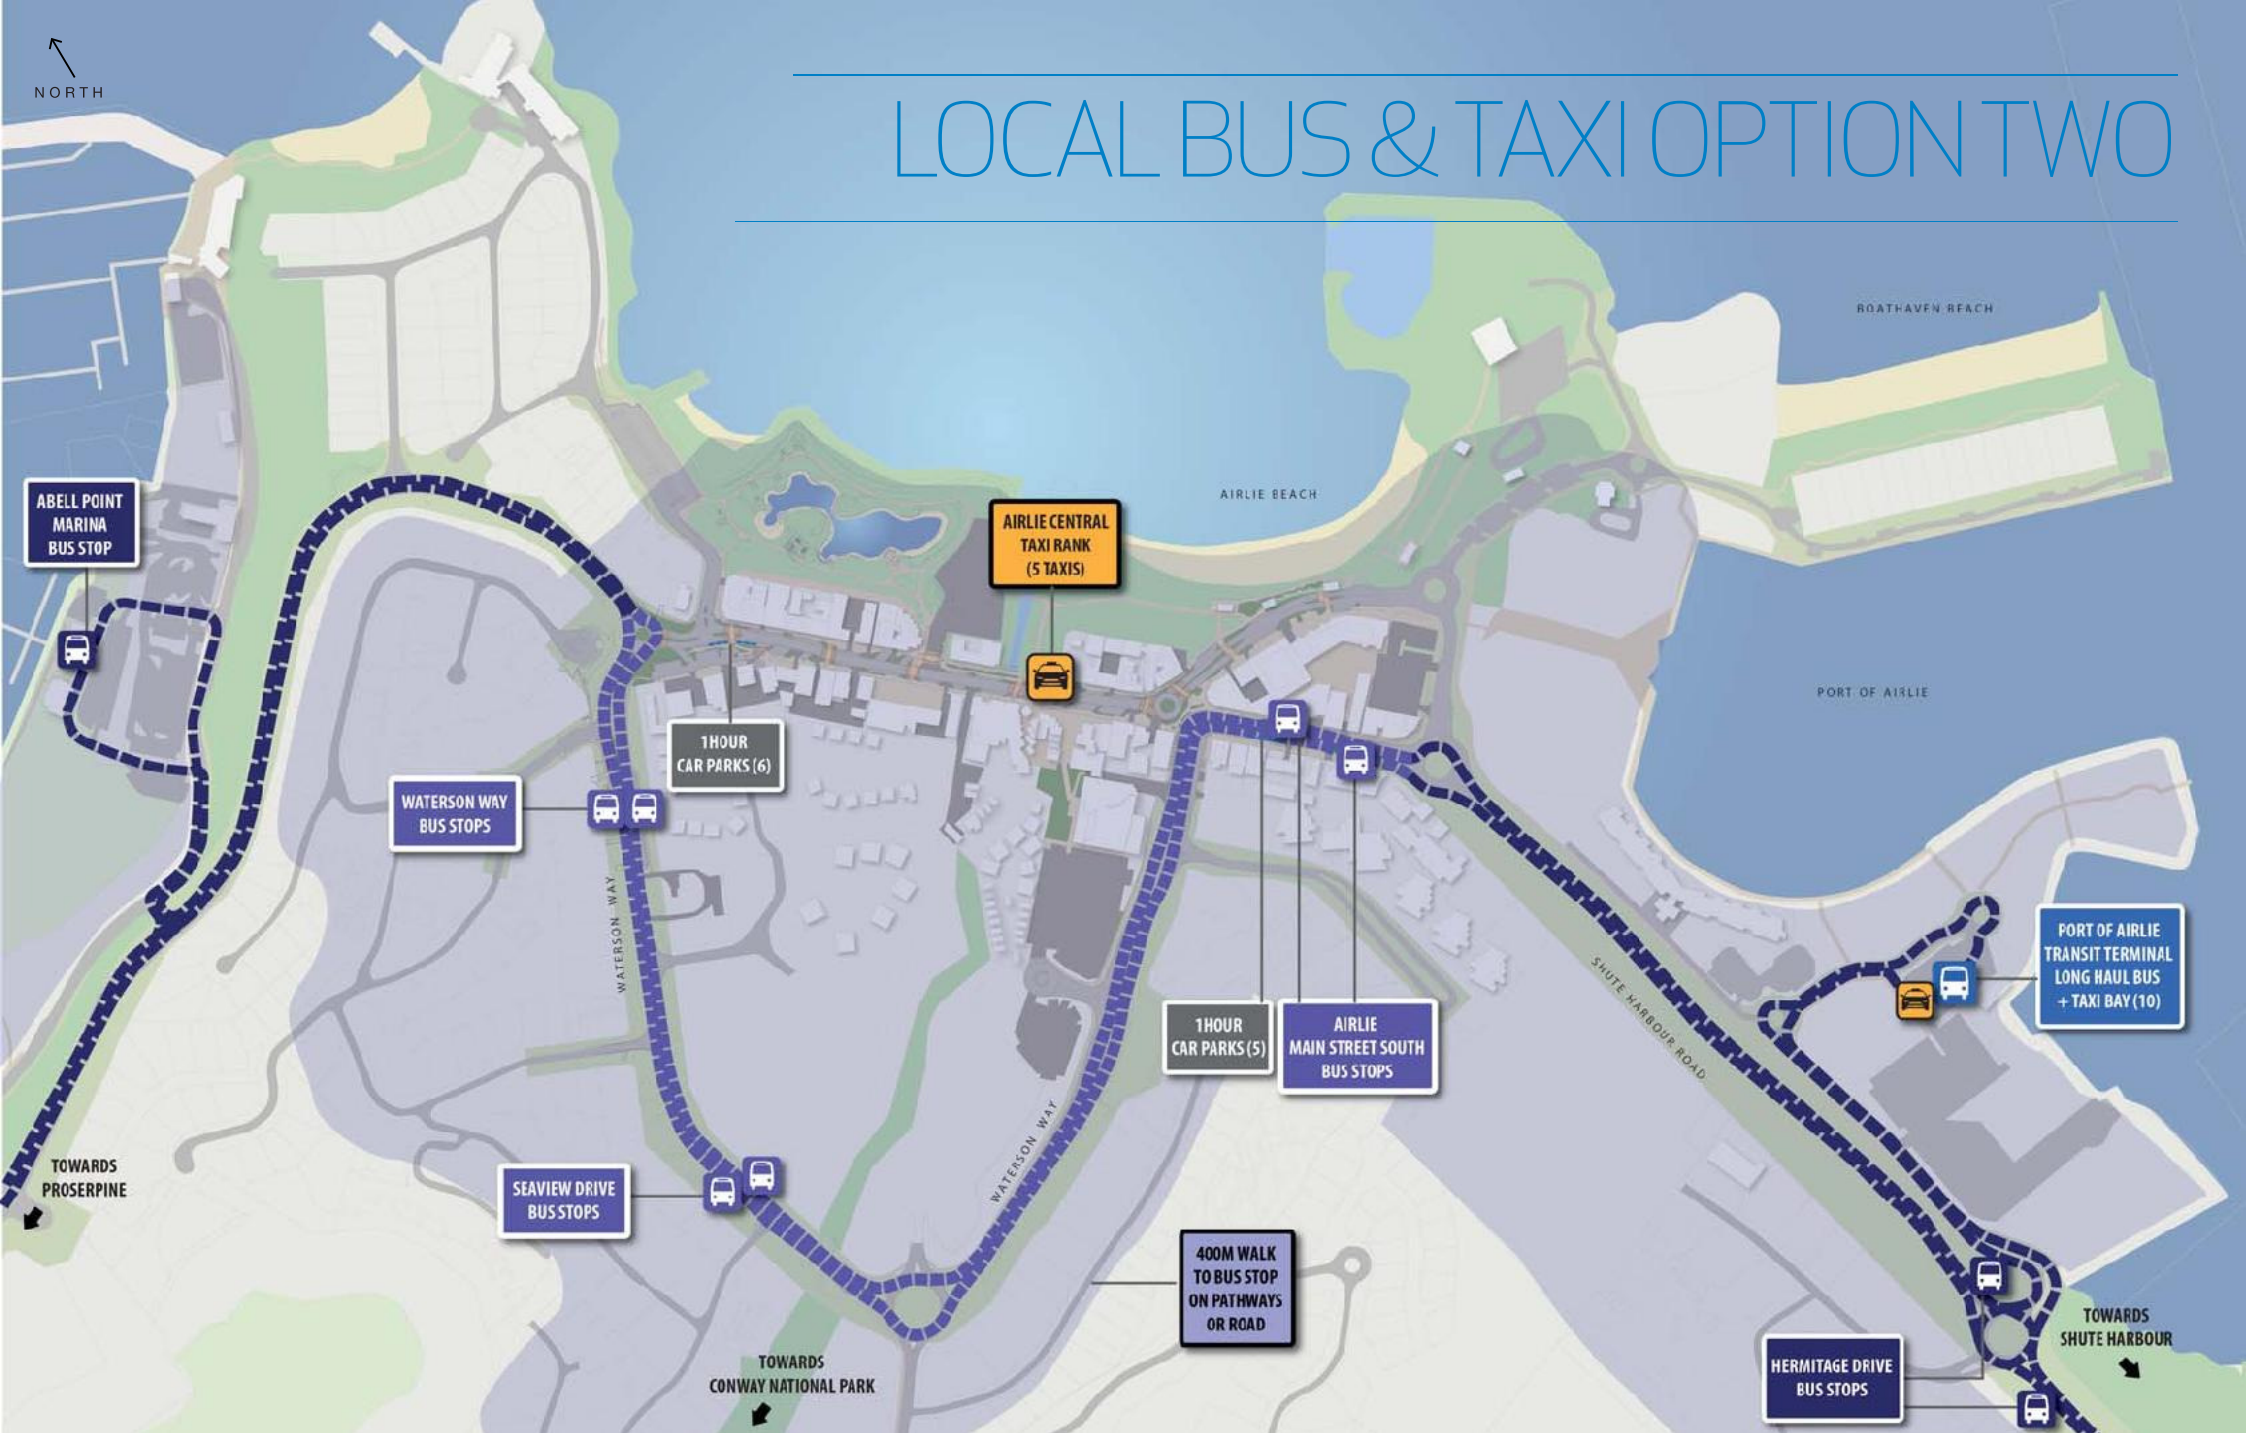 NORTH
LOCAL BUS & TAXI OPTION TWO
BOATHAVEN BEACH
ABELL POINT
MARINA
BUS STOP
AIRLIE CENTRAL
TAXI RANK
(5 TAXIS)
AIRLIE BEACH
PORT OF AIRLIE
1 HOUR
CAR PARKS (6)
WATERSON WAY
BUS STOPS
WATERSON WAY
PORT OF AIRLIE
TRANSIT TERMINAL
LONG HAUL BUS
+ TAXI BAY (10)
SHUTE HARBOUR ROAD
1 HOUR
CAR PARKS (5)
AIRLIE
MAIN STREET SOUTH
BUS STOPS
WATERSON WAY
TOWARDS
PROSERPINE
SEAVIEW DRIVE
BUS STOPS
400M WALK
TO BUS STOP
ON PATHWAYS
OR ROAD
TOWARDS
SHUTE HARBOUR
TOWARDS
CONWAY NATIONAL PARK
HERMITAGE DRIVE
BUS STOPS